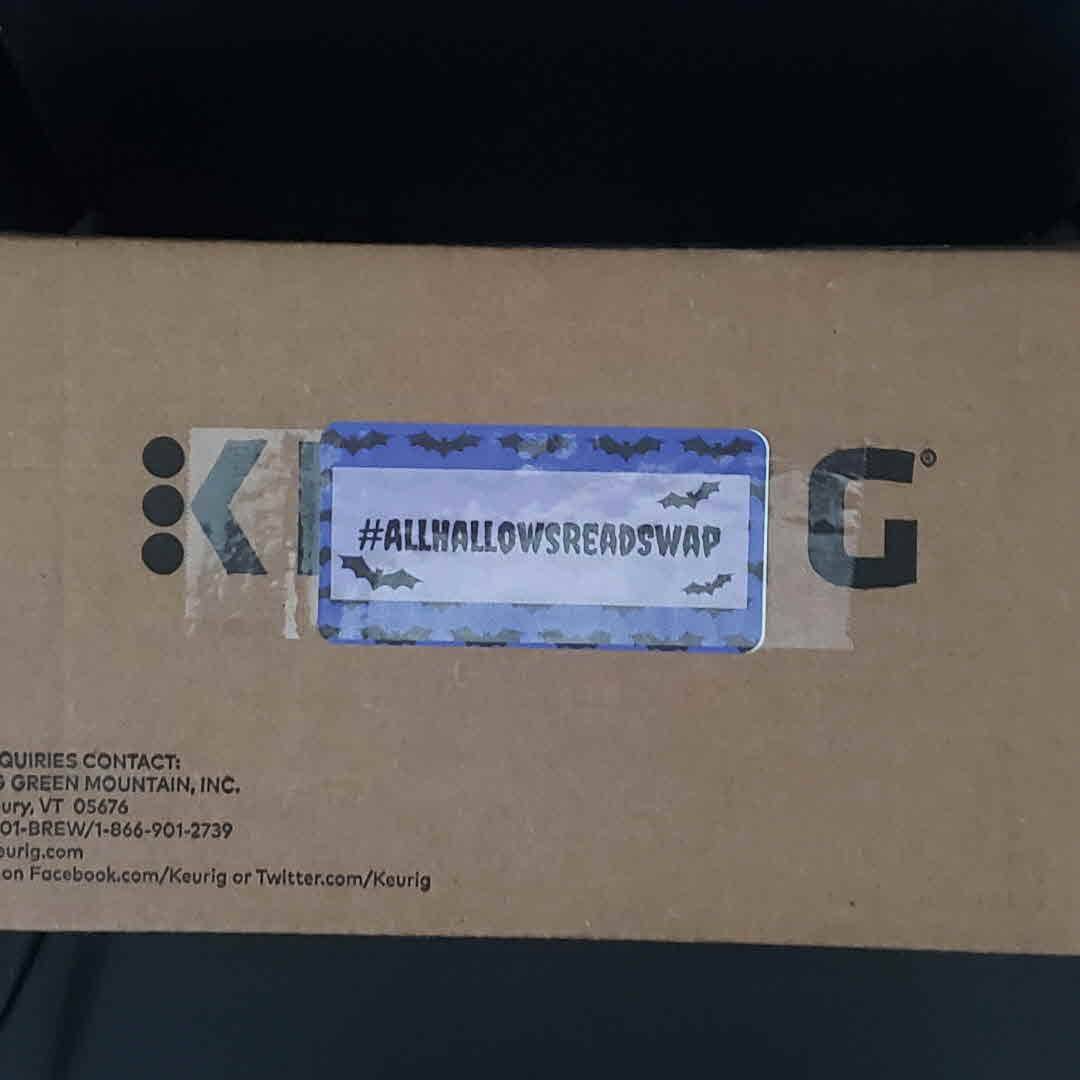 K G®
#ALLHALLOWSREADSWAP
QUIRIES CONTACT:
G GREEN MOUNTAIN, INC.
ury, VT 05676
01-BREW/1-866-901-2739
eurig.com
on Facebook.com/Keurig or Twitter.com/Keurig